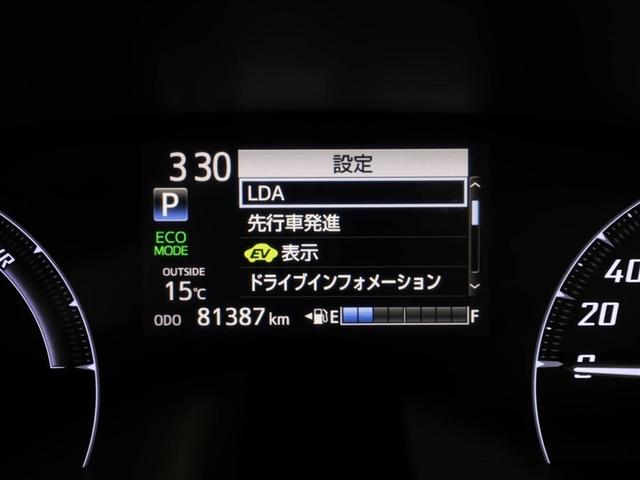 3 30
設定
LDA
P
先行車発進
ECO
MODE
EV 表示
OUTSIDE
15℃
ドライブインフォメーション
ODO 81387 km
E F
40
20
0